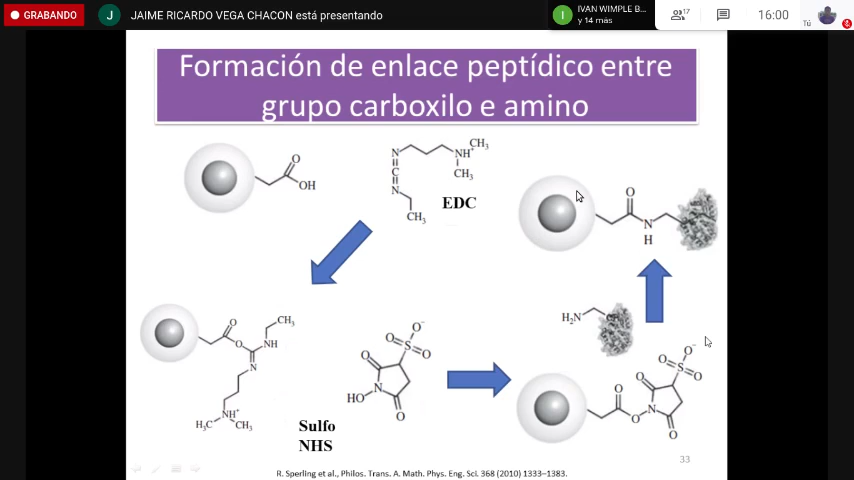 GRABANDO
J
JAIME RICARDO VEGA CHACON está presentando
I
IVAN WIMPLE B...
y 14 más
17
16:00
Tú
Formación de enlace peptídico entre
grupo carboxilo e amino
O
OH
N
C
N
CH3
NH+
CH3
CH3
EDC
O
N
H
O
O
NH
CH3
N
NH+
H3C
CH3
Sulfo
NHS
O-
O
S
O
O
N
HO
O
H2N
O-
O
S
O
O
O
N
O
O
33
R. Sperling et al., Philos. Trans. A. Math. Phys. Eng. Sci. 368 (2010) 1333–1383.